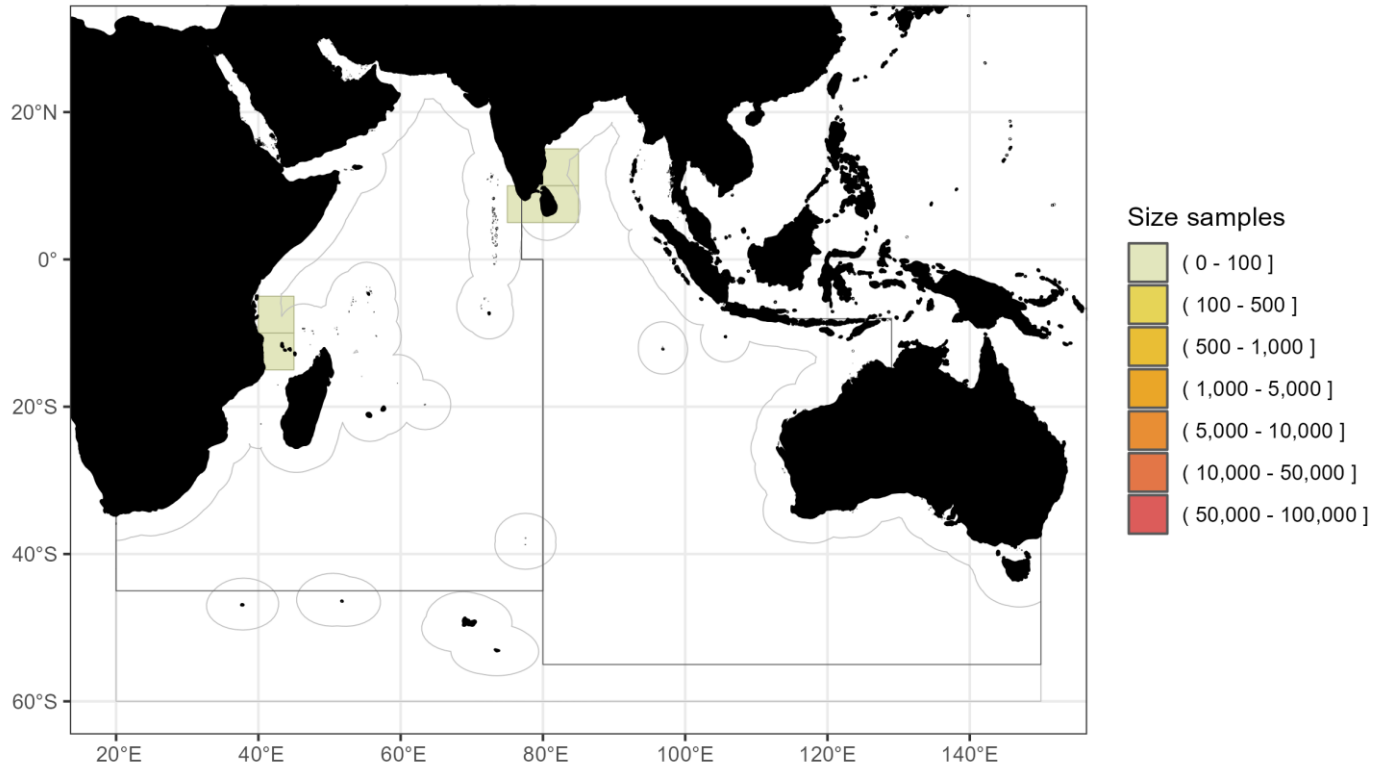 20°N
0°
20°S
40°S
60°S
20°E 40°E 60°E 80°E 100°E 120°E 140°E
Size samples
( 0 - 100 ]
( 100 - 500 ]
( 500 - 1,000 ]
( 1,000 - 5,000 ]
( 5,000 - 10,000 ]
( 10,000 - 50,000 ]
( 50,000 - 100,000 ]